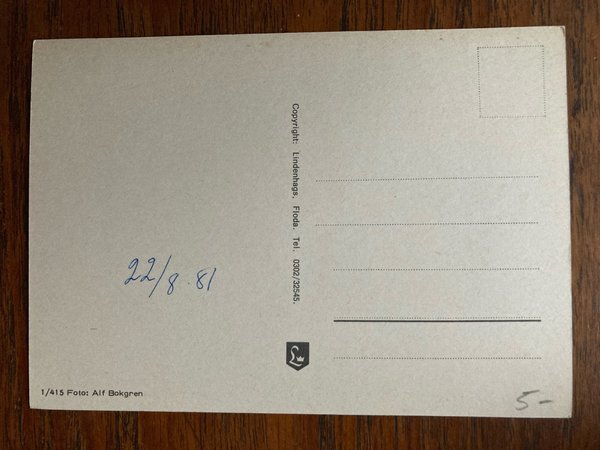 22/8.81
Copyright: Lindenhags, Floda. Tel. 0302/32545.
L
1/415 Foto: Alf Bokgren
5-